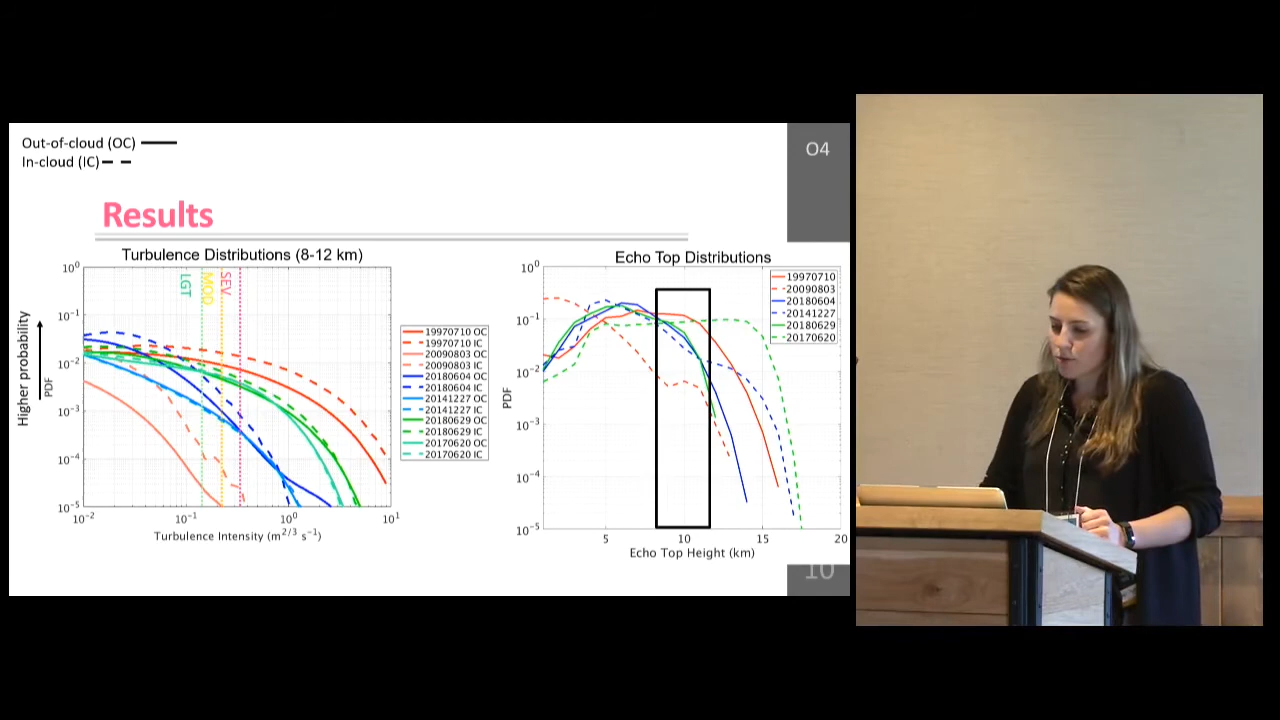 Out-of-cloud (OC)
In-cloud (IC)
O4
Results
Turbulence Distributions (8-12 km)
Higher probability
PDF
10⁰
10⁻¹
10⁻²
10⁻³
10⁻⁴
10⁻⁵
LGT
MOD
SEV
10⁻²
10⁻¹
10⁰
10¹
Turbulence Intensity (m²/³ s⁻¹)
19970710 OC
19970710 IC
20090803 OC
20090803 IC
20180604 OC
20180604 IC
20141227 OC
20141227 IC
20180629 OC
20180629 IC
20170620 OC
20170620 IC
Echo Top Distributions
PDF
10⁰
10⁻¹
10⁻²
10⁻³
10⁻⁴
10⁻⁵
19970710
20090803
20180604
20141227
20180629
20170620
5
10
15
20
Echo Top Height (km)
10